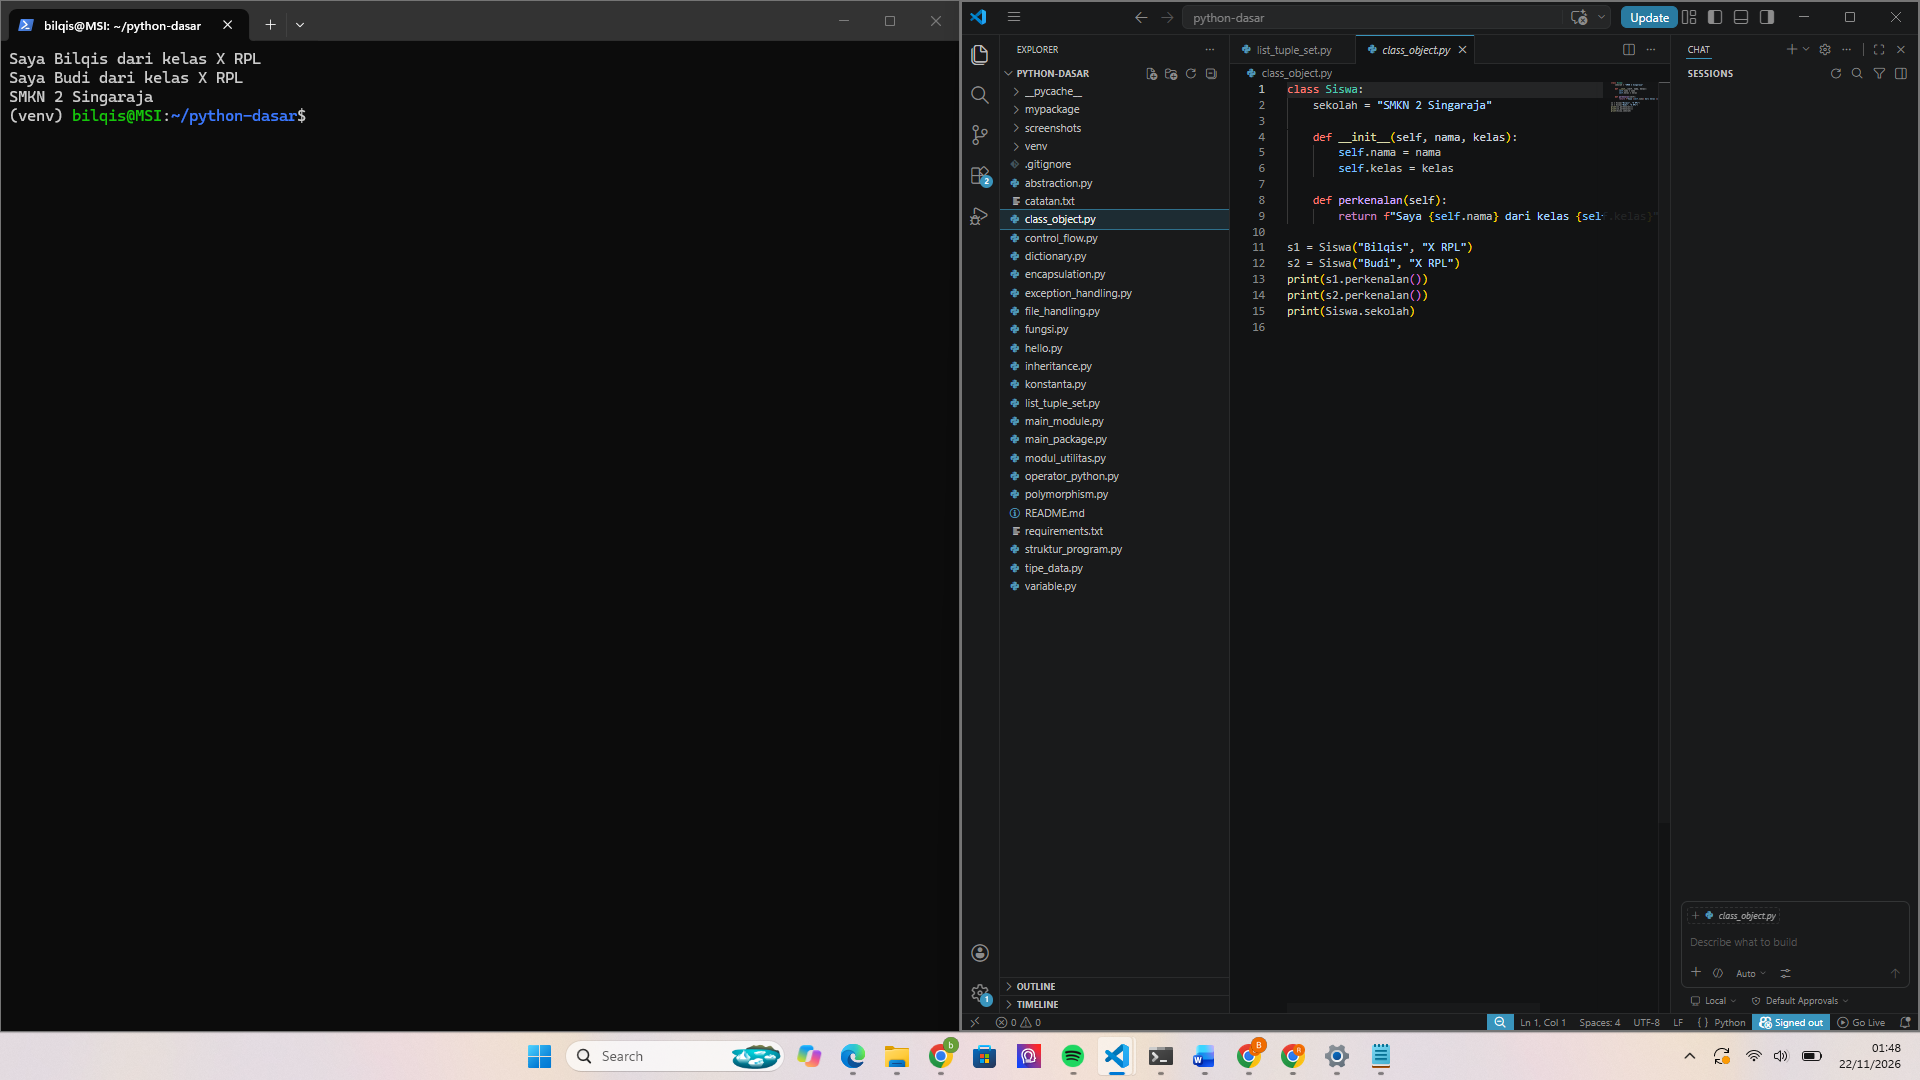 bilqis@MSI: ~/python-dasar
Saya Bilqis dari kelas X RPL
Saya Budi dari kelas X RPL
SMKN 2 Singaraja
(venv) bilqis@MSI:~/python-dasar$
python-dasar
Update
EXPLORER
PYTHON-DASAR
__pycache__
mypackage
screenshots
venv
.gitignore
abstraction.py
catatan.txt
class_object.py
control_flow.py
dictionary.py
encapsulation.py
exception_handling.py
file_handling.py
fungsi.py
hello.py
inheritance.py
konstanta.py
list_tuple_set.py
main_module.py
main_package.py
modul_utilitas.py
operator_python.py
polymorphism.py
README.md
requirements.txt
struktur_program.py
tipe_data.py
variable.py
OUTLINE
TIMELINE
2
1
list_tuple_set.py
class_object.py
class_object.py
1 class Siswa:
2 sekolah = "SMKN 2 Singaraja"
3
4 def __init__(self, nama, kelas):
5 self.nama = nama
6 self.kelas = kelas
7
8 def perkenalan(self):
9 return f"Saya {self.nama} dari kelas {self.kelas}"
10
11 s1 = Siswa("Bilqis", "X RPL")
12 s2 = Siswa("Budi", "X RPL")
13 print(s1.perkenalan())
14 print(s2.perkenalan())
15 print(Siswa.sekolah)
16
CHAT
SESSIONS
class_object.py
Describe what to build
Auto
Local
Default Approvals
0 0
Ln 1, Col 1
Spaces: 4
UTF-8
LF
{ } Python
Signed out
Go Live
Search
01:48
22/11/2026